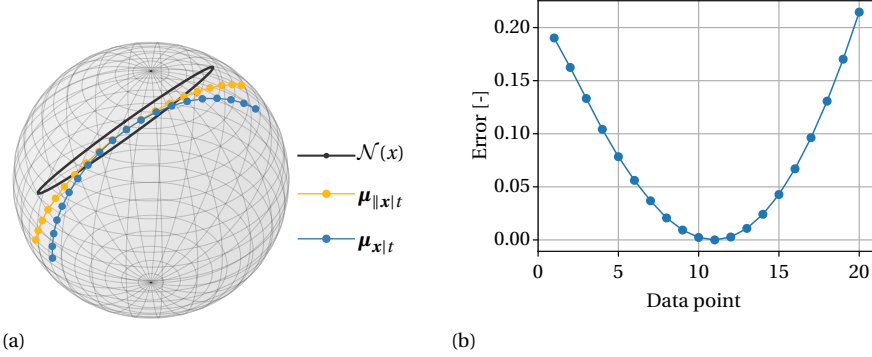 𝒩(x)
μ‖x|t
μx|t
(a)
0.20
0.15
0.10
0.05
0.00
Error [-]
0 5 10 15 20
Data point
(b)